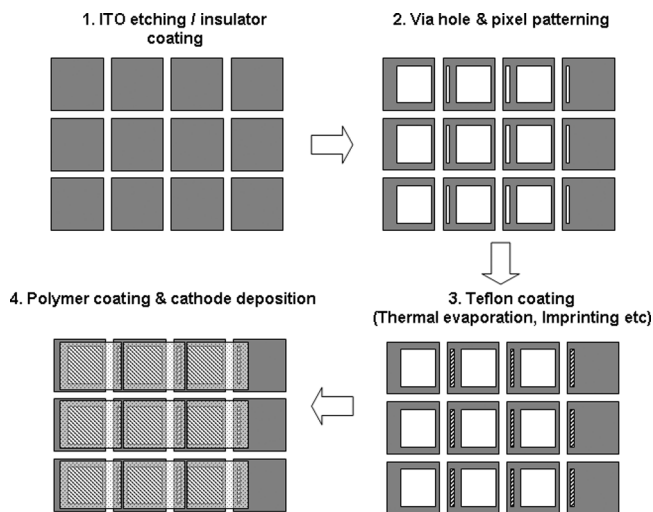 1. ITO etching / insulator
coating
2. Via hole & pixel patterning
3. Teflon coating
(Thermal evaporation, Imprinting etc)
4. Polymer coating & cathode deposition